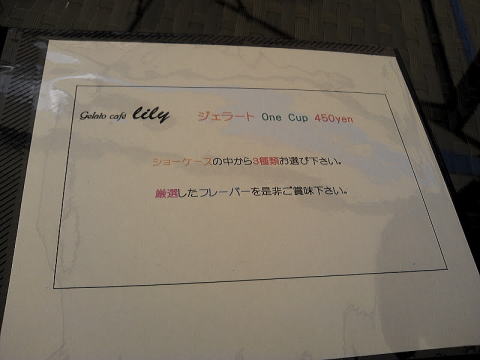 Gelato café lily ジェラート One Cup 450yen
ショーケースの中から3種類お選び下さい。
厳選したフレーバーを是非ご賞味下さい。